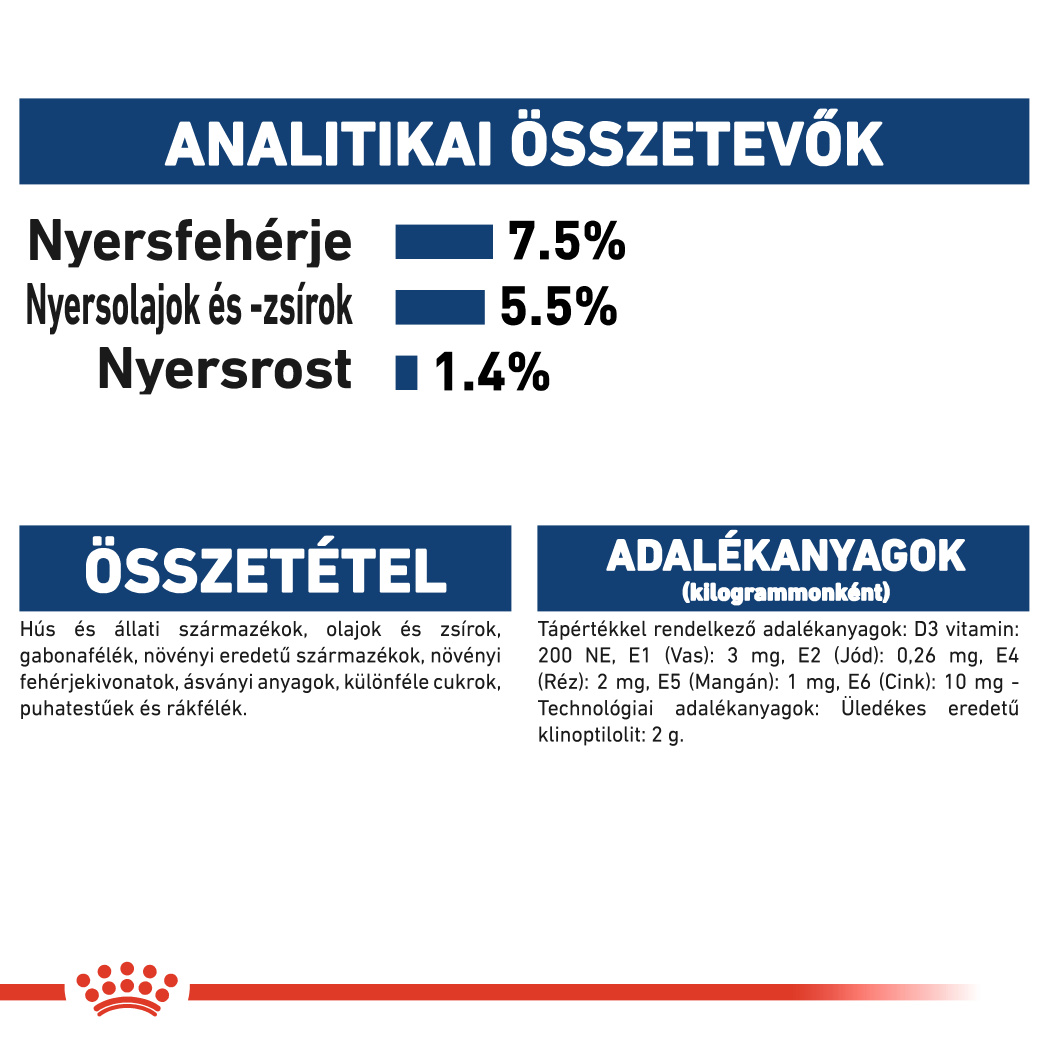 ANALITIKAI ÖSSZETEVŐK
Nyersfehérje 7.5%
Nyersolajok és -zsírok 5.5%
Nyersrost 1.4%
ÖSSZETÉTEL
Hús és állati származékok, olajok és zsírok,
gabonafélék, növényi eredetű származékok, növényi
fehérjekivonatok, ásványi anyagok, különféle cukrok,
puhatestűek és rákfélék.
ADALÉKANYAGOK
(kilogrammonként)
Tápértékkel rendelkező adalékanyagok: D3 vitamin:
200 NE, E1 (Vas): 3 mg, E2 (Jód): 0,26 mg, E4
(Réz): 2 mg, E5 (Mangán): 1 mg, E6 (Cink): 10 mg -
Technológiai adalékanyagok: Üledékes eredetű
klinoptilolit: 2 g.